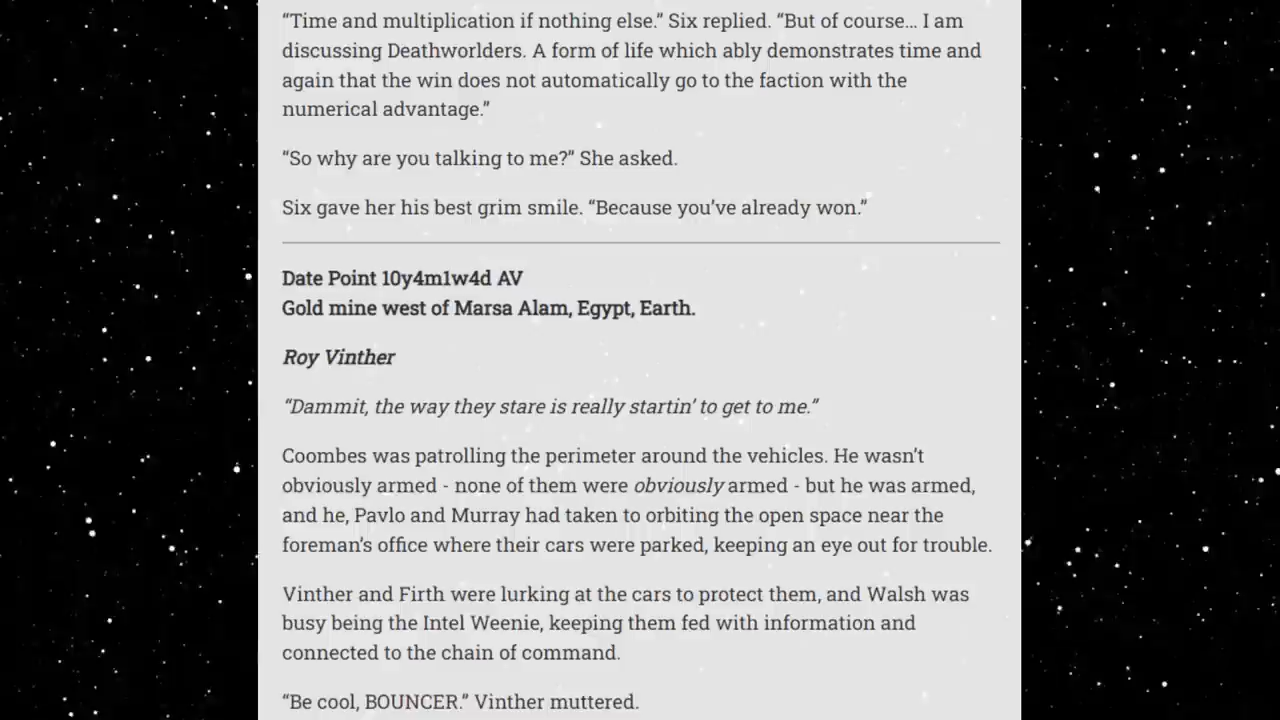 “Time and multiplication if nothing else.” Six replied. “But of course… I am
discussing Deathworlders. A form of life which ably demonstrates time and
again that the win does not automatically go to the faction with the
numerical advantage.”
“So why are you talking to me?” She asked.
Six gave her his best grim smile. “Because you’ve already won.”
Date Point 10y4m1w4d AV
Gold mine west of Marsa Alam, Egypt, Earth.
Roy Vinther
“Dammit, the way they stare is really startin’ to get to me.”
Coombes was patrolling the perimeter around the vehicles. He wasn’t
obviously armed - none of them were obviously armed - but he was armed,
and he, Pavlo and Murray had taken to orbiting the open space near the
foreman’s office where their cars were parked, keeping an eye out for trouble.
Vinther and Firth were lurking at the cars to protect them, and Walsh was
busy being the Intel Weenie, keeping them fed with information and
connected to the chain of command.
“Be cool, BOUNCER.” Vinther muttered.